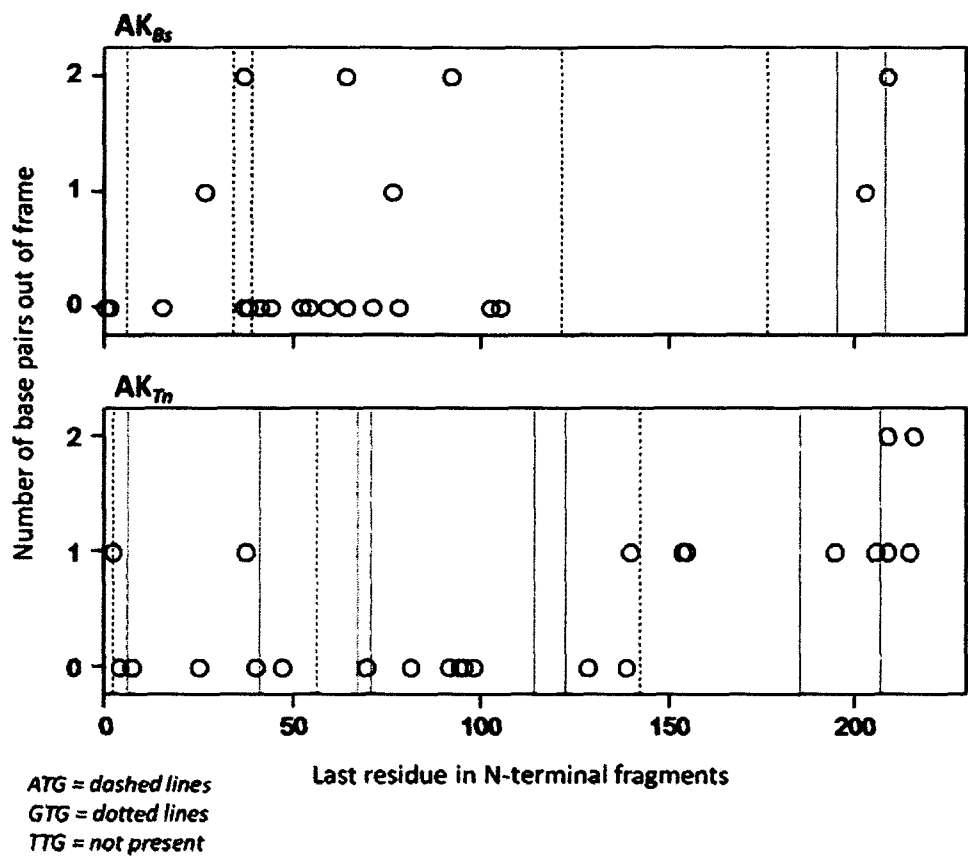 AKBs
2
1
0
Number of base pairs out of frame
AKTn
2
1
0
0 50 100 150 200
Last residue in N-terminal fragments
ATG = dashed lines
GTG = dotted lines
TTG = not present